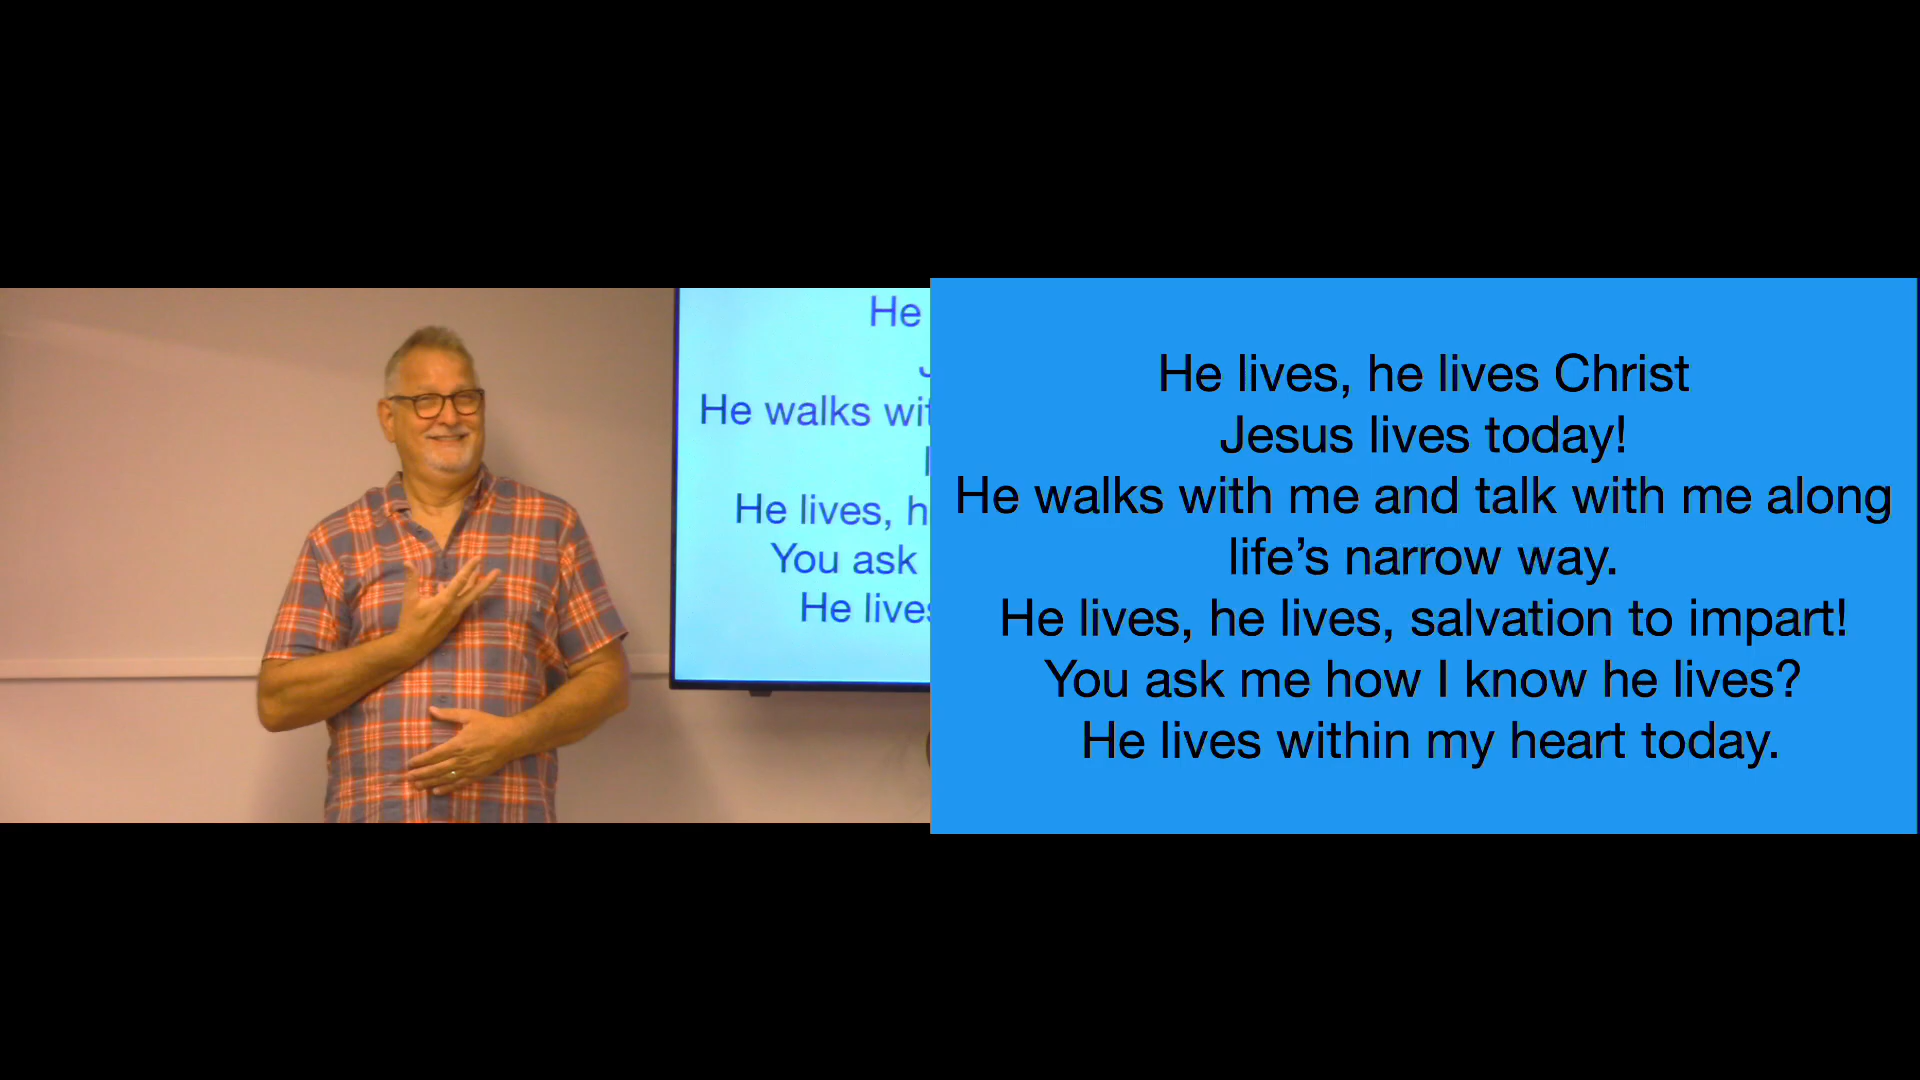 He
He walks
He lives,
You ask
He lives
He lives, he lives Christ
Jesus lives today!
He walks with me and talk with me along
life’s narrow way.
He lives, he lives, salvation to impart!
You ask me how I know he lives?
He lives within my heart today.